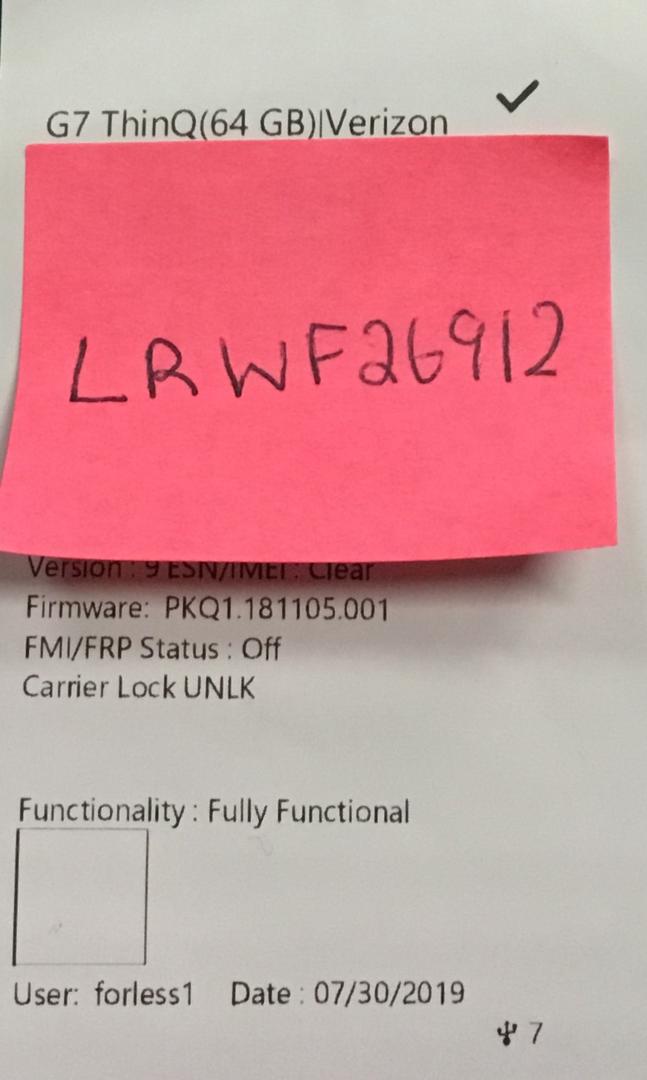 G7 ThinQ(64 GB)|Verizon
LRWF26912
Version : 9 ESN/IMEI : Clear
Firmware: PKQ1.181105.001
FMI/FRP Status : Off
Carrier Lock UNLK
Functionality : Fully Functional
User: forless1 Date : 07/30/2019
7